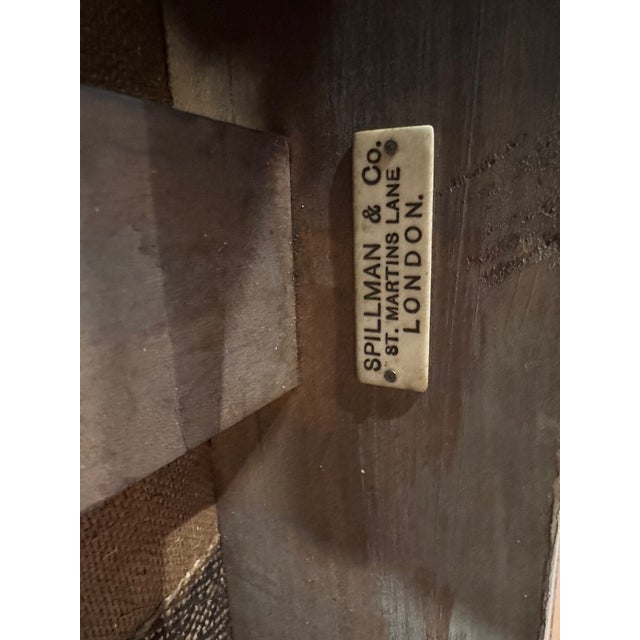 SPILLMAN & Co.
ST. MARTINS LANE
LONDON.